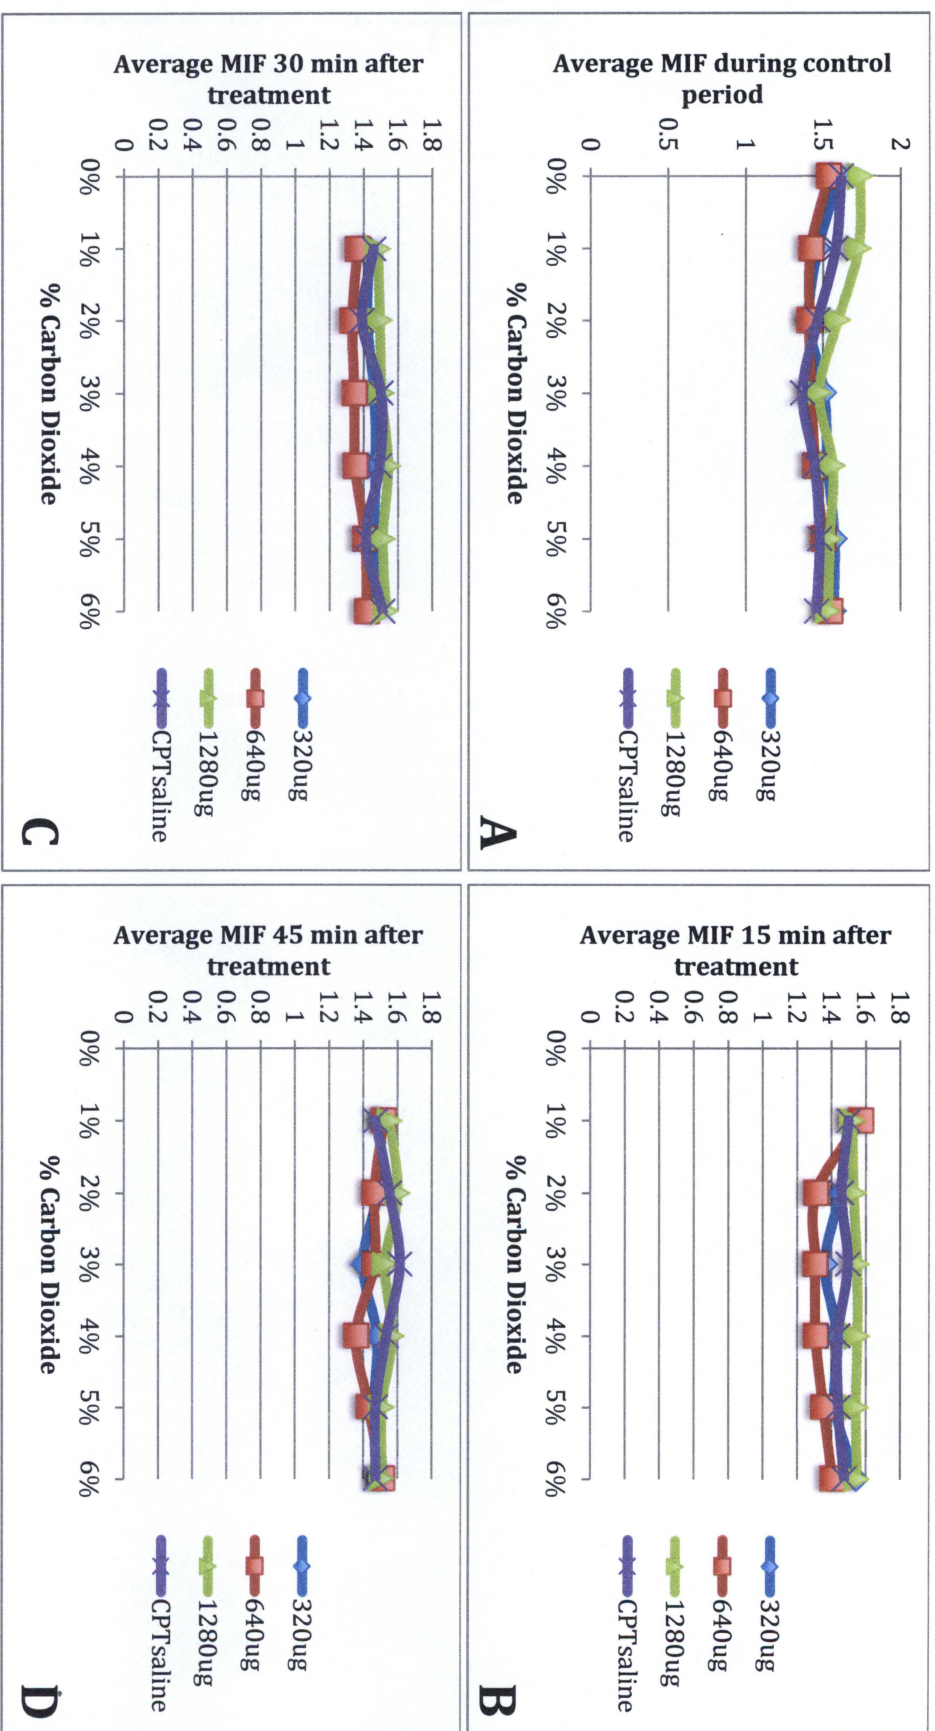 Average MIF during control
period
2
1.5
1
0.5
0
0%
1%
2%
3%
4%
5%
6%
% Carbon Dioxide
320ug
640ug
1280ug
CPTsaline
A
Average MIF 15 min after
treatment
1.8
1.6
1.4
1.2
1
0.8
0.6
0.4
0.2
0
0%
1%
2%
3%
4%
5%
6%
% Carbon Dioxide
320ug
640ug
1280ug
CPTsaline
B
Average MIF 30 min after
treatment
1.8
1.6
1.4
1.2
1
0.8
0.6
0.4
0.2
0
0%
1%
2%
3%
4%
5%
6%
% Carbon Dioxide
320ug
640ug
1280ug
CPTsaline
C
Average MIF 45 min after
treatment
1.8
1.6
1.4
1.2
1
0.8
0.6
0.4
0.2
0
0%
1%
2%
3%
4%
5%
6%
% Carbon Dioxide
320ug
640ug
1280ug
CPTsaline
D